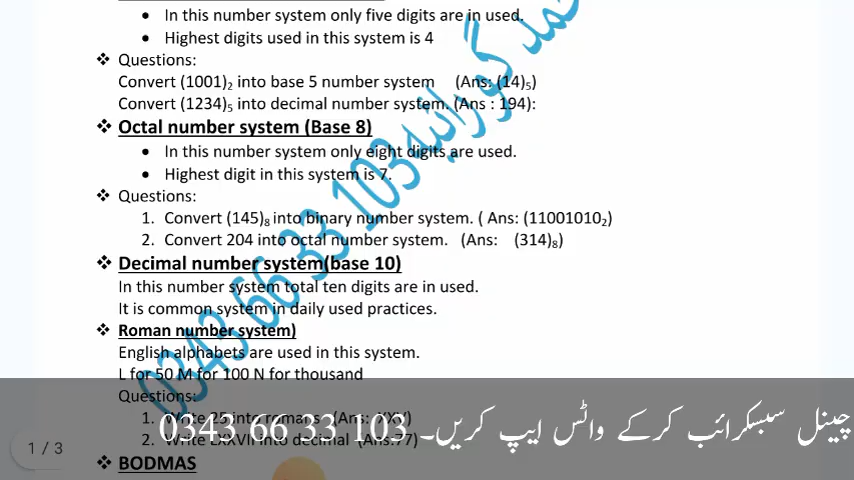 • In this number system only five digits are in used.
• Highest digits used in this system is 4
❖ Questions:
Convert (1001)₂ into base 5 number system (Ans: (14)₅)
Convert (1234)₅ into decimal number system. (Ans : 194):
❖ Octal number system (Base 8)
• In this number system only eight digits are used.
• Highest digit in this system is 7.
❖ Questions:
1. Convert (145)₈ into binary number system. ( Ans: (11001010₂)
2. Convert 204 into octal number system. (Ans: (314)₈)
❖ Decimal number system(base 10)
In this number system total ten digits are in used.
It is common system in daily used practices.
❖ Roman number system)
English alphabets are used in this system.
L for 50 M for 100 N for thousand
Questions:
1. Write 25 into romans (Ans: XXV)
2. Write LXXVII into decimal (Ans:77)
❖ BODMAS
چینل سبسکرائب کرکے واٹس ایپ کریں۔ 0343 66 33 103
1 / 3
0343 66 33 103